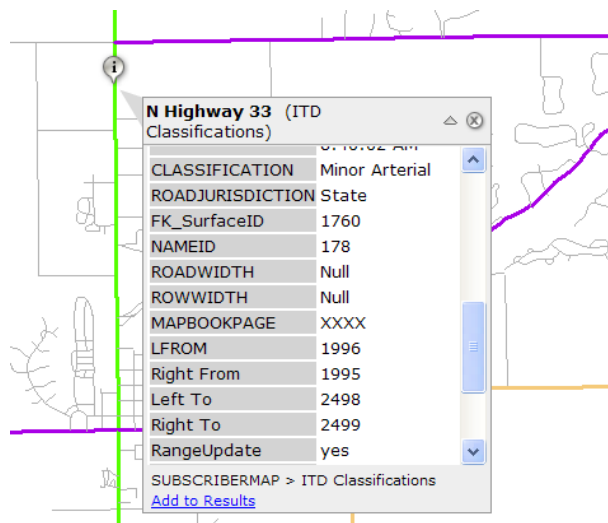 N Highway 33 (ITD
Classifications)
CLASSIFICATION Minor Arterial
ROADJURISDICTION State
FK_SurfaceID 1760
NAMEID 178
ROADWIDTH Null
ROWWIDTH Null
MAPBOOKPAGE XXXX
LFROM 1996
Right From 1995
Left To 2498
Right To 2499
RangeUpdate yes
SUBSCRIBERMAP > ITD Classifications
Add to Results